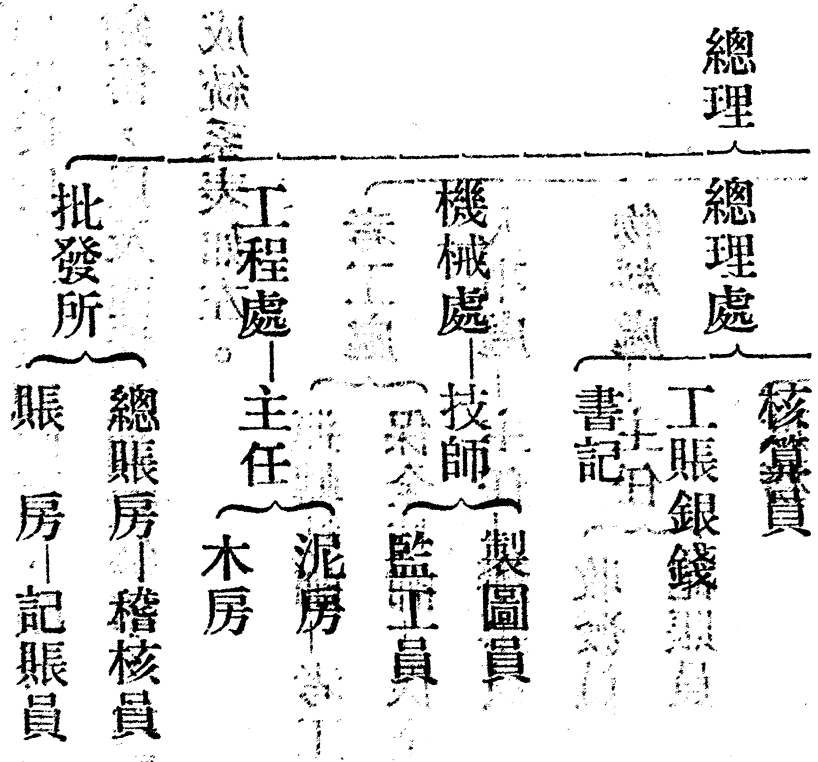 總理
總理處
核算員
工賬銀錢
書記
機械處
技師
製圖員
監工員
工程處
主任
泥房
木房
批發所
總賬房
稽核員
賬房
記賬員